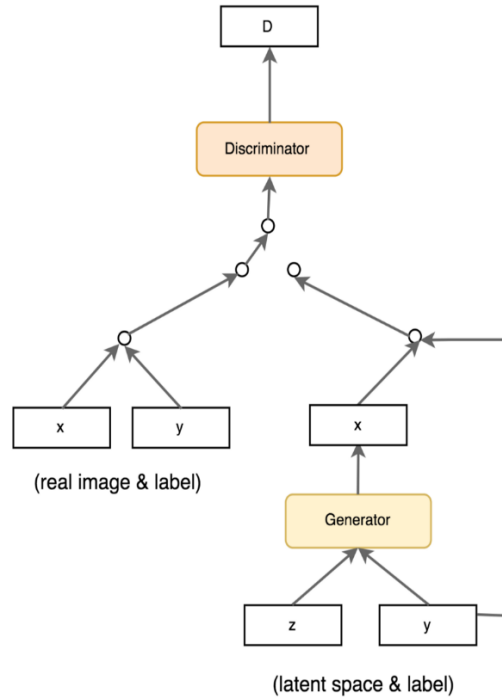 D
Discriminator
x
y
x
(real image & label)
Generator
z
y
(latent space & label)